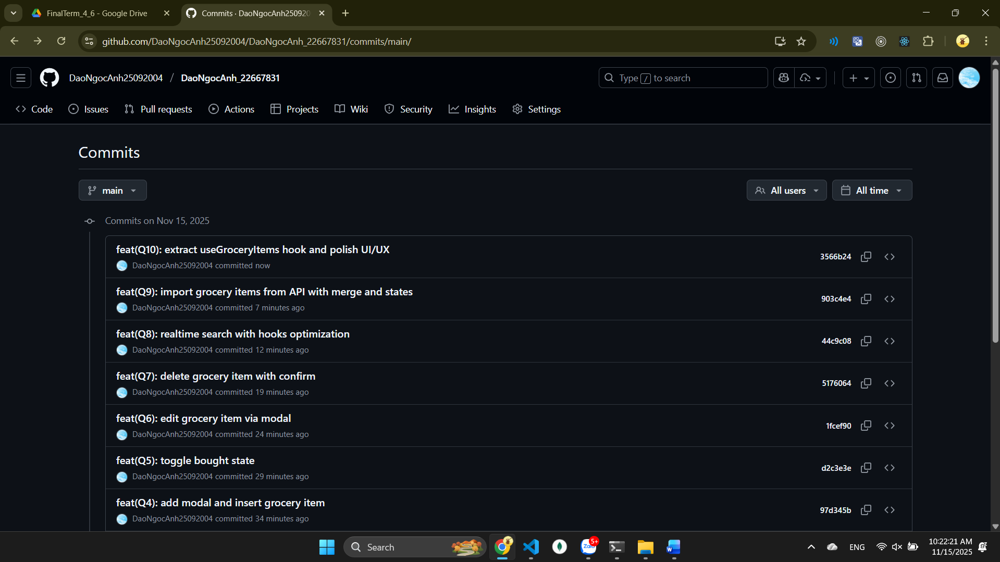 FinalTerm_4_6 - Google Drive
Commits · DaoNgocAnh250920
github.com/DaoNgocAnh25092004/DaoNgocAnh_22667831/commits/main/
DaoNgocAnh25092004 / DaoNgocAnh_22667831
Type / to search
Code
Issues
Pull requests
Actions
Projects
Wiki
Security
Insights
Settings
Commits
main
All users
All time
Commits on Nov 15, 2025
feat(Q10): extract useGroceryItems hook and polish UI/UX
3566b24
DaoNgocAnh25092004 committed now
feat(Q9): import grocery items from API with merge and states
903c4e4
DaoNgocAnh25092004 committed 7 minutes ago
feat(Q8): realtime search with hooks optimization
44c9c08
DaoNgocAnh25092004 committed 12 minutes ago
feat(Q7): delete grocery item with confirm
5176064
DaoNgocAnh25092004 committed 19 minutes ago
feat(Q6): edit grocery item via modal
1fcef90
DaoNgocAnh25092004 committed 24 minutes ago
feat(Q5): toggle bought state
d2c3e3e
DaoNgocAnh25092004 committed 29 minutes ago
feat(Q4): add modal and insert grocery item
97d345b
DaoNgocAnh25092004 committed 34 minutes ago
Search
Zalo
5+
ENG
10:22:21 AM
11/15/2025